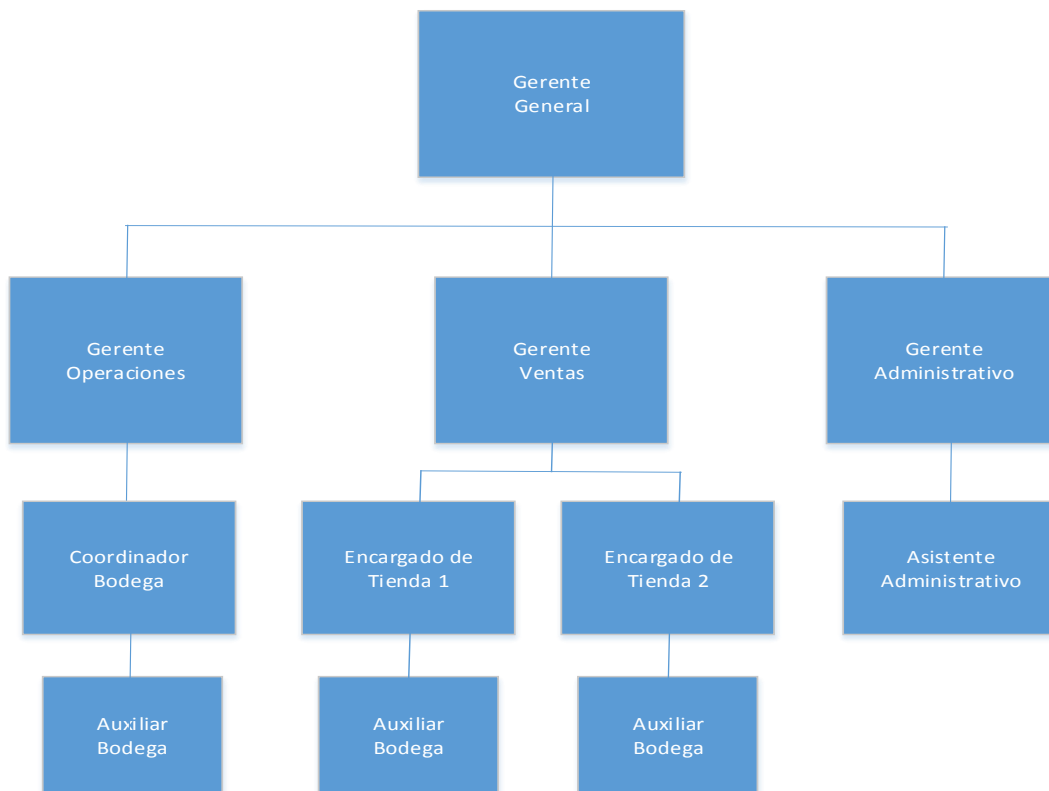 Gerente
General
Gerente
Operaciones
Gerente
Ventas
Gerente
Administrativo
Coordinador
Bodega
Encargado de
Tienda 1
Encargado de
Tienda 2
Asistente
Administrativo
Auxiliar
Bodega
Auxiliar
Bodega
Auxiliar
Bodega